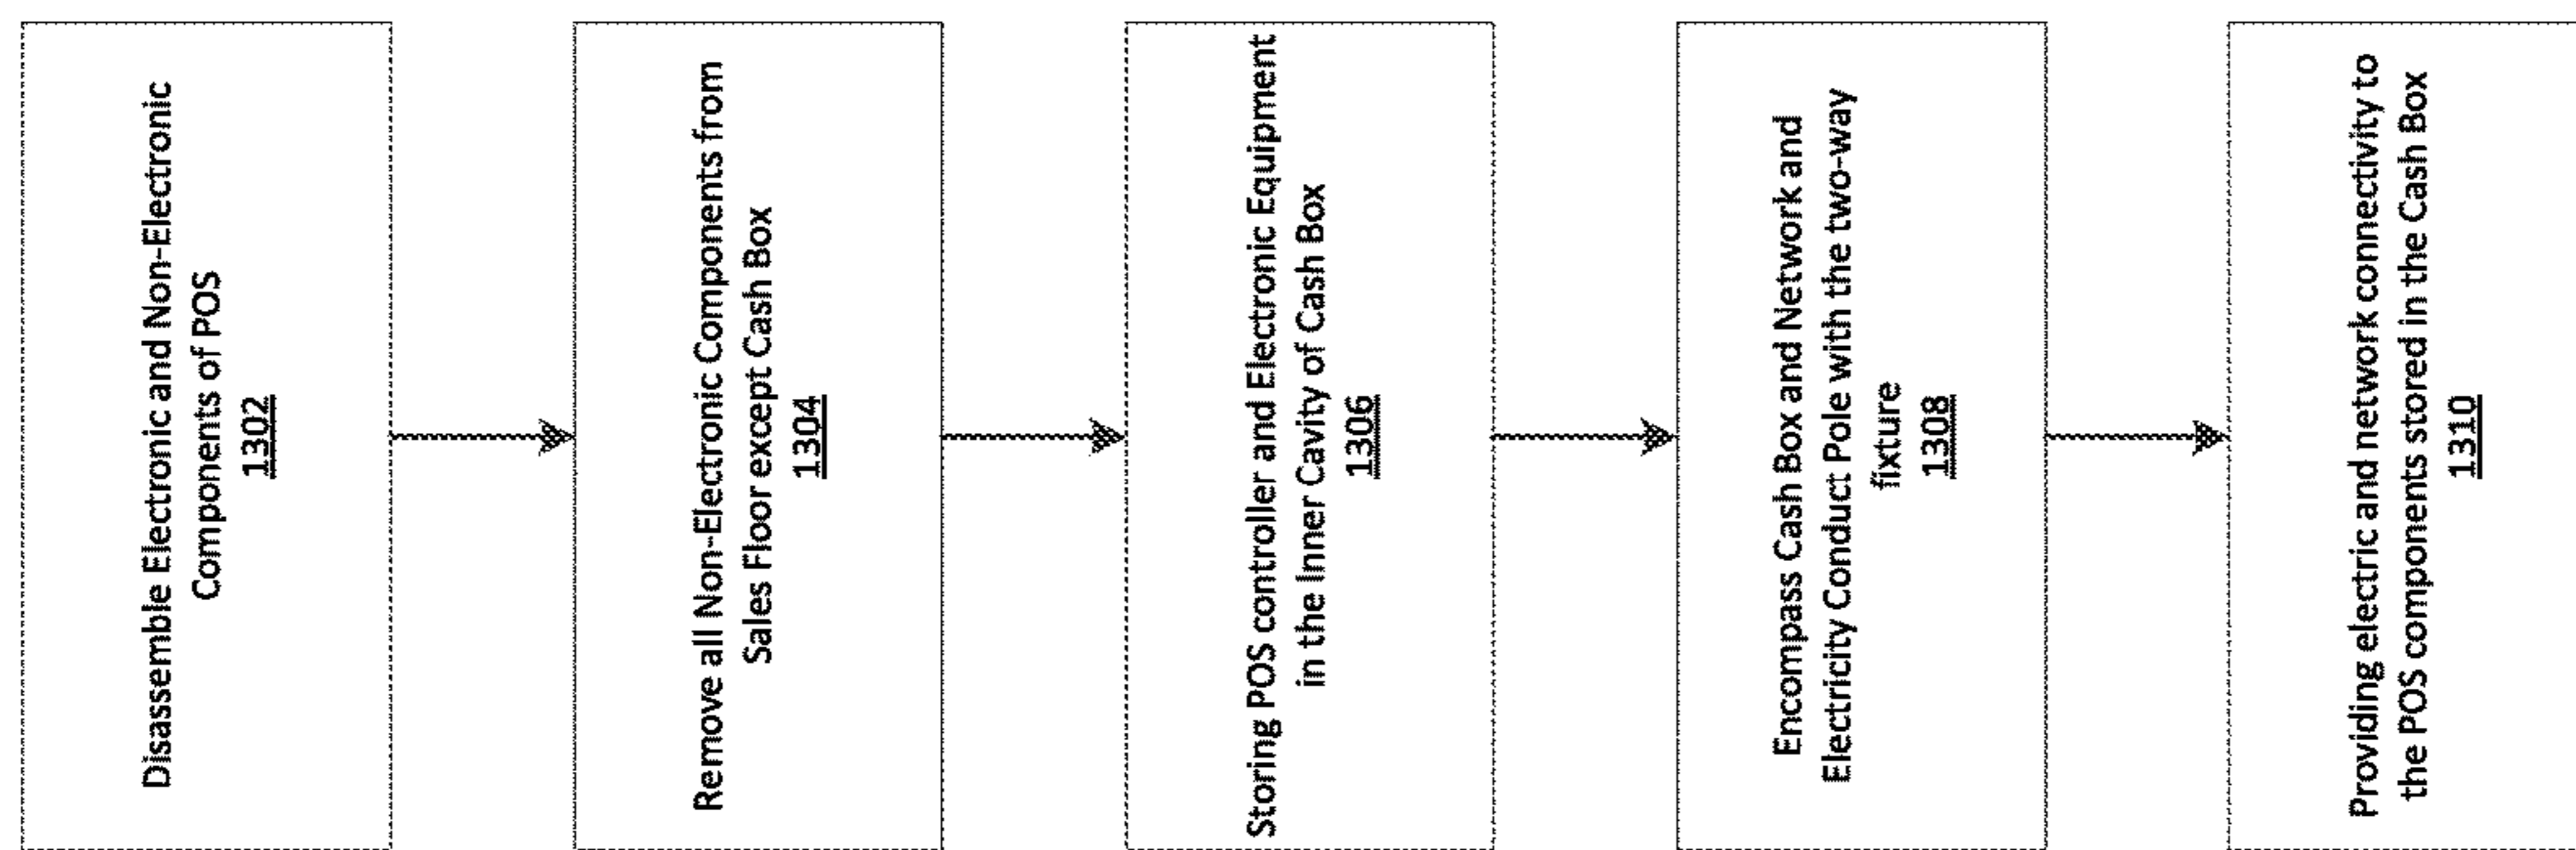 Disassemble Electronic and Non-Electronic
Components of POS
1302
Remove all Non-Electronic Components from
Sales Floor except Cash Box
1304
Storing POS controller and Electronic Equipment
in the Inner Cavity of Cash Box
1306
Encompass Cash Box and Network and
Electricity Conduct Pole with the two-way
fixture
1308
Providing electric and network connectivity to
the POS components stored in the Cash Box
1310